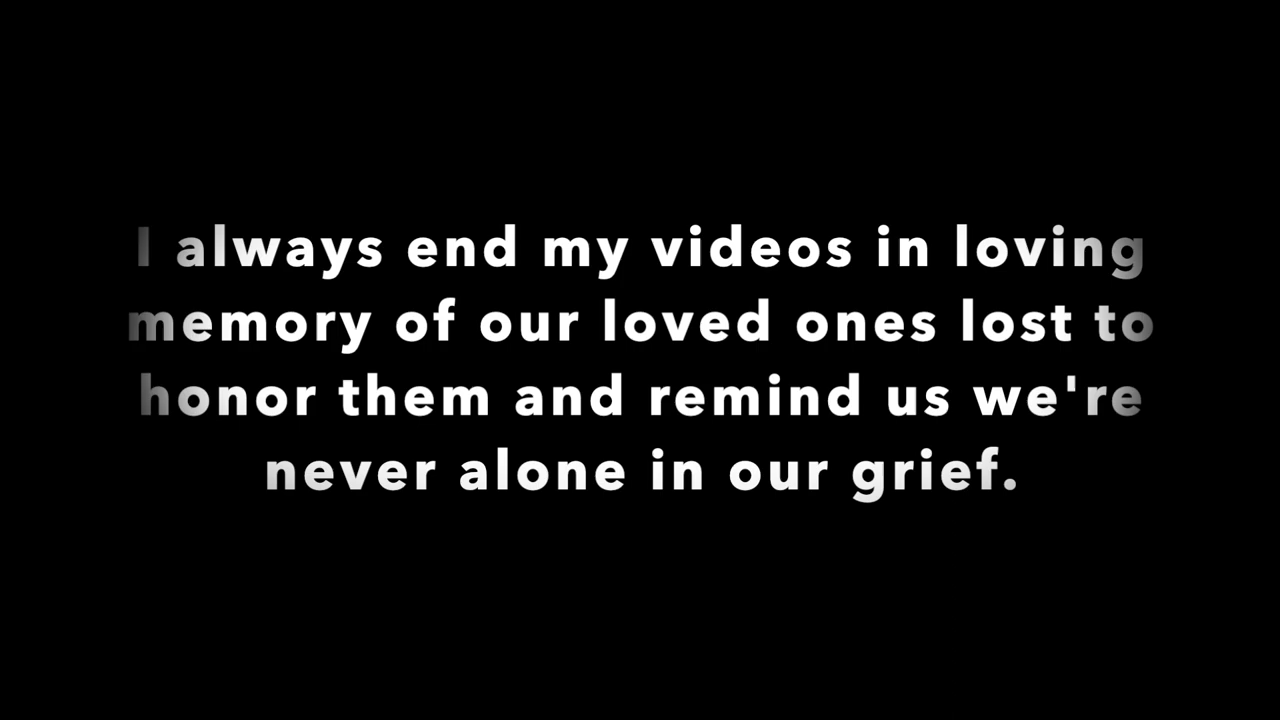 I always end my videos in loving
memory of our loved ones lost to
honor them and remind us we're
never alone in our grief.